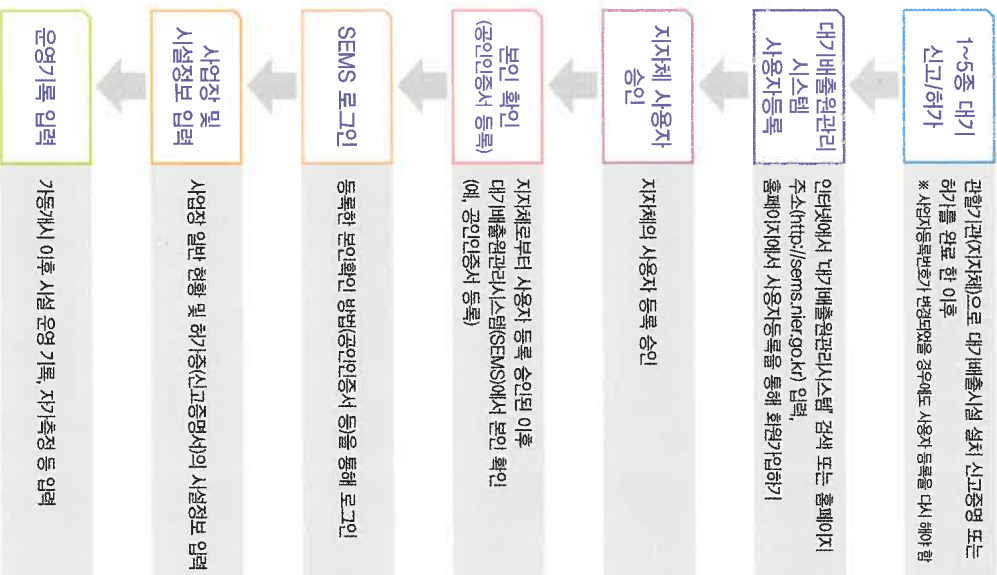 1~5종 대기
신고/허가
관할기관(지자체)으로 대기배출시설 설치 신고증명 또는
허가를 완료 한 이후
※ 사업자등록번호가 변경되었을 경우에도 사용자 등록을 다시 해야 함
대기배출원관리
시스템
사용자등록
인터넷에서 '대기배출원관리시스템' 검색 또는 홈페이지
주소(http://sems.nier.go.kr) 입력,
홈페이지에서 사용자등록을 통해 회원가입하기
지자체 사용자
승인
지자체의 사용자 등록 승인
본인 확인
(공인인증서 등록)
지자체로부터 사용자 등록 승인된 이후
대기배출원관리시스템(SEMS)에서 본인 확인
(예, 공인인증서 등록)
SEMS 로그인
등록한 본인확인 방법(공인인증서 등)을 통해 로그인
사업장 및
시설정보 입력
사업장 일반 현황 및 허가증(신고증명서)의 시설정보 입력
운영기록 입력
가동개시 이후 시설 운영 기록, 자가측정 등 입력